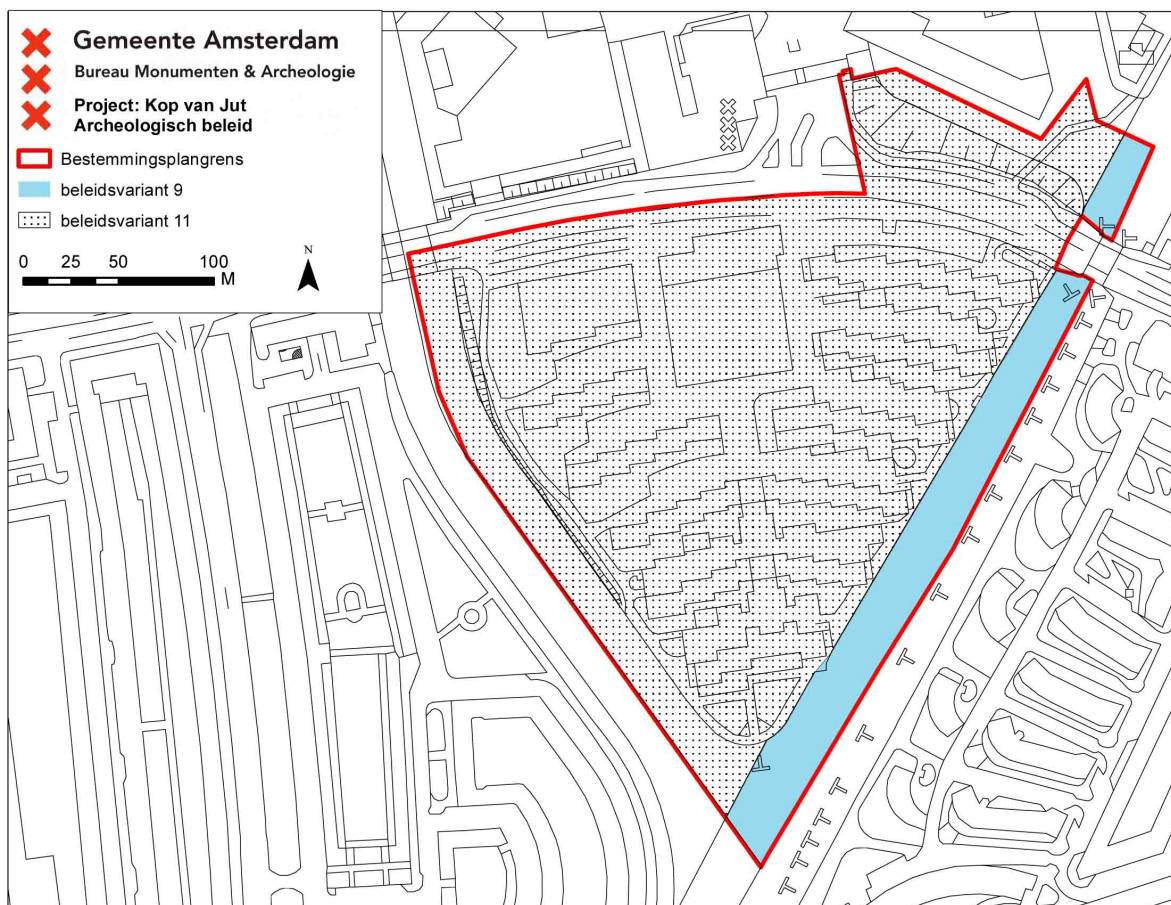 Gemeente Amsterdam
Bureau Monumenten & Archeologie
Project: Kop van Jut
Archeologisch beleid
Bestemmingsplangrens
beleidsvariant 9
beleidsvariant 11
0 25 50 100
M
N